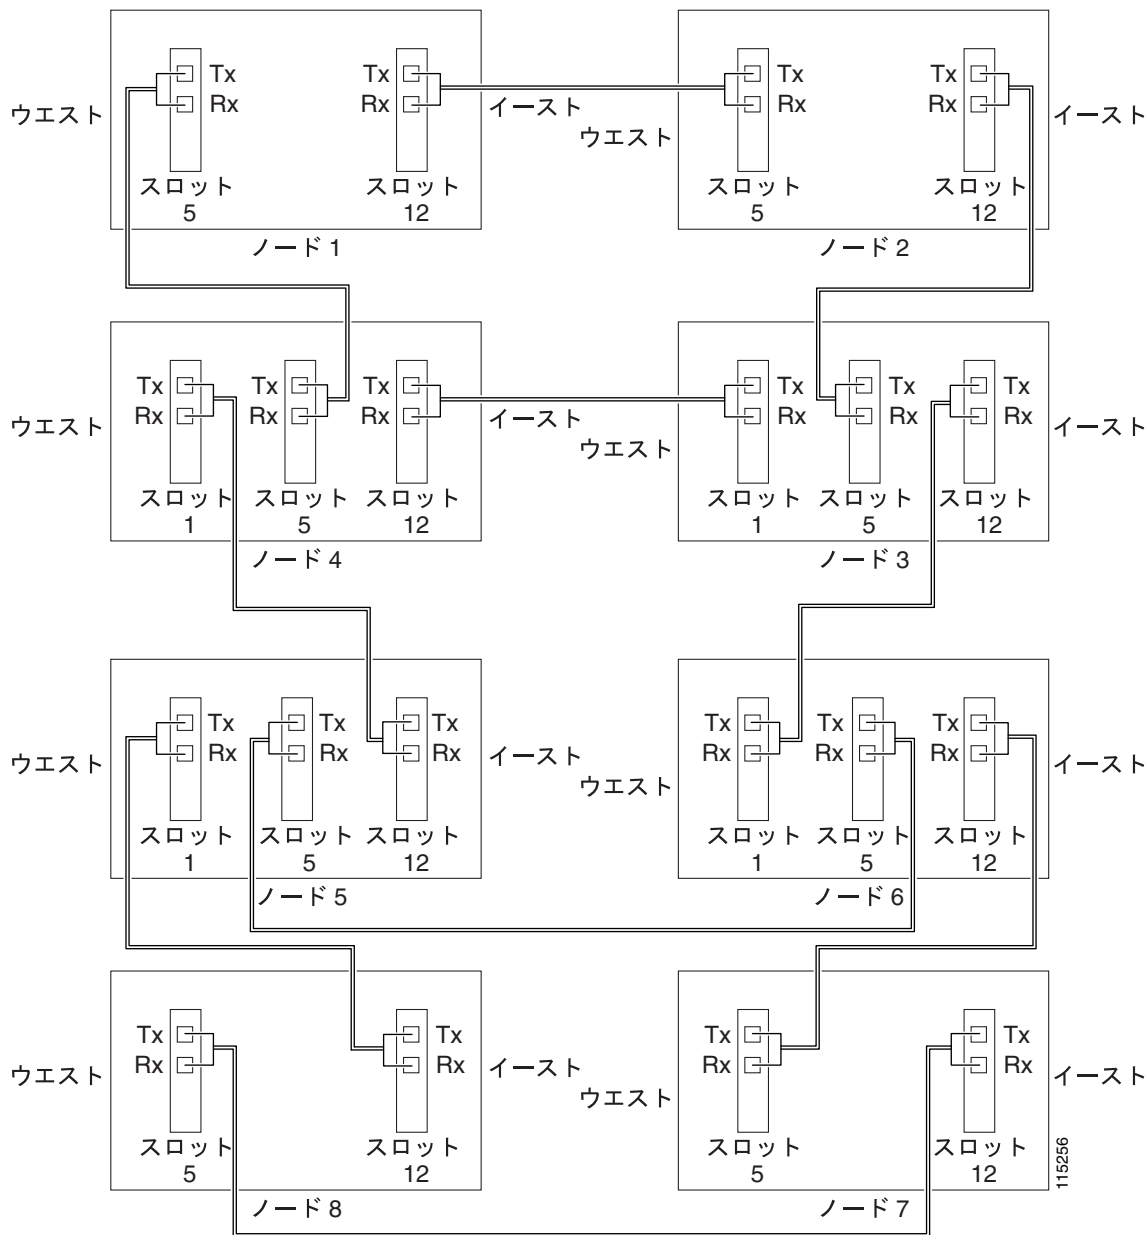 Tx Tx Tx Tx
ウエスト Rx Rx イースト Rx Rx イースト
ウエスト
スロット スロット スロット スロット
5 12 5 12
ノード 1 ノード 2
Tx Tx Tx Tx Tx Tx
ウエスト Rx Rx Rx イースト Rx Rx Rx イースト
ウエスト
スロット スロット スロット スロット スロット スロット
1 5 12 1 5 12
ノード 4 ノード 3
Tx Tx Tx Tx Tx Tx
ウエスト Rx Rx Rx イースト Rx Rx Rx イースト
ウエスト
スロット スロット スロット スロット スロット スロット
1 5 12 1 5 12
ノード 5 ノード 6
Tx Tx Tx Tx
ウエスト Rx Rx イースト Rx Rx イースト
ウエスト
スロット スロット スロット スロット
5 12 5 12
ノード 8 ノード 7
115256